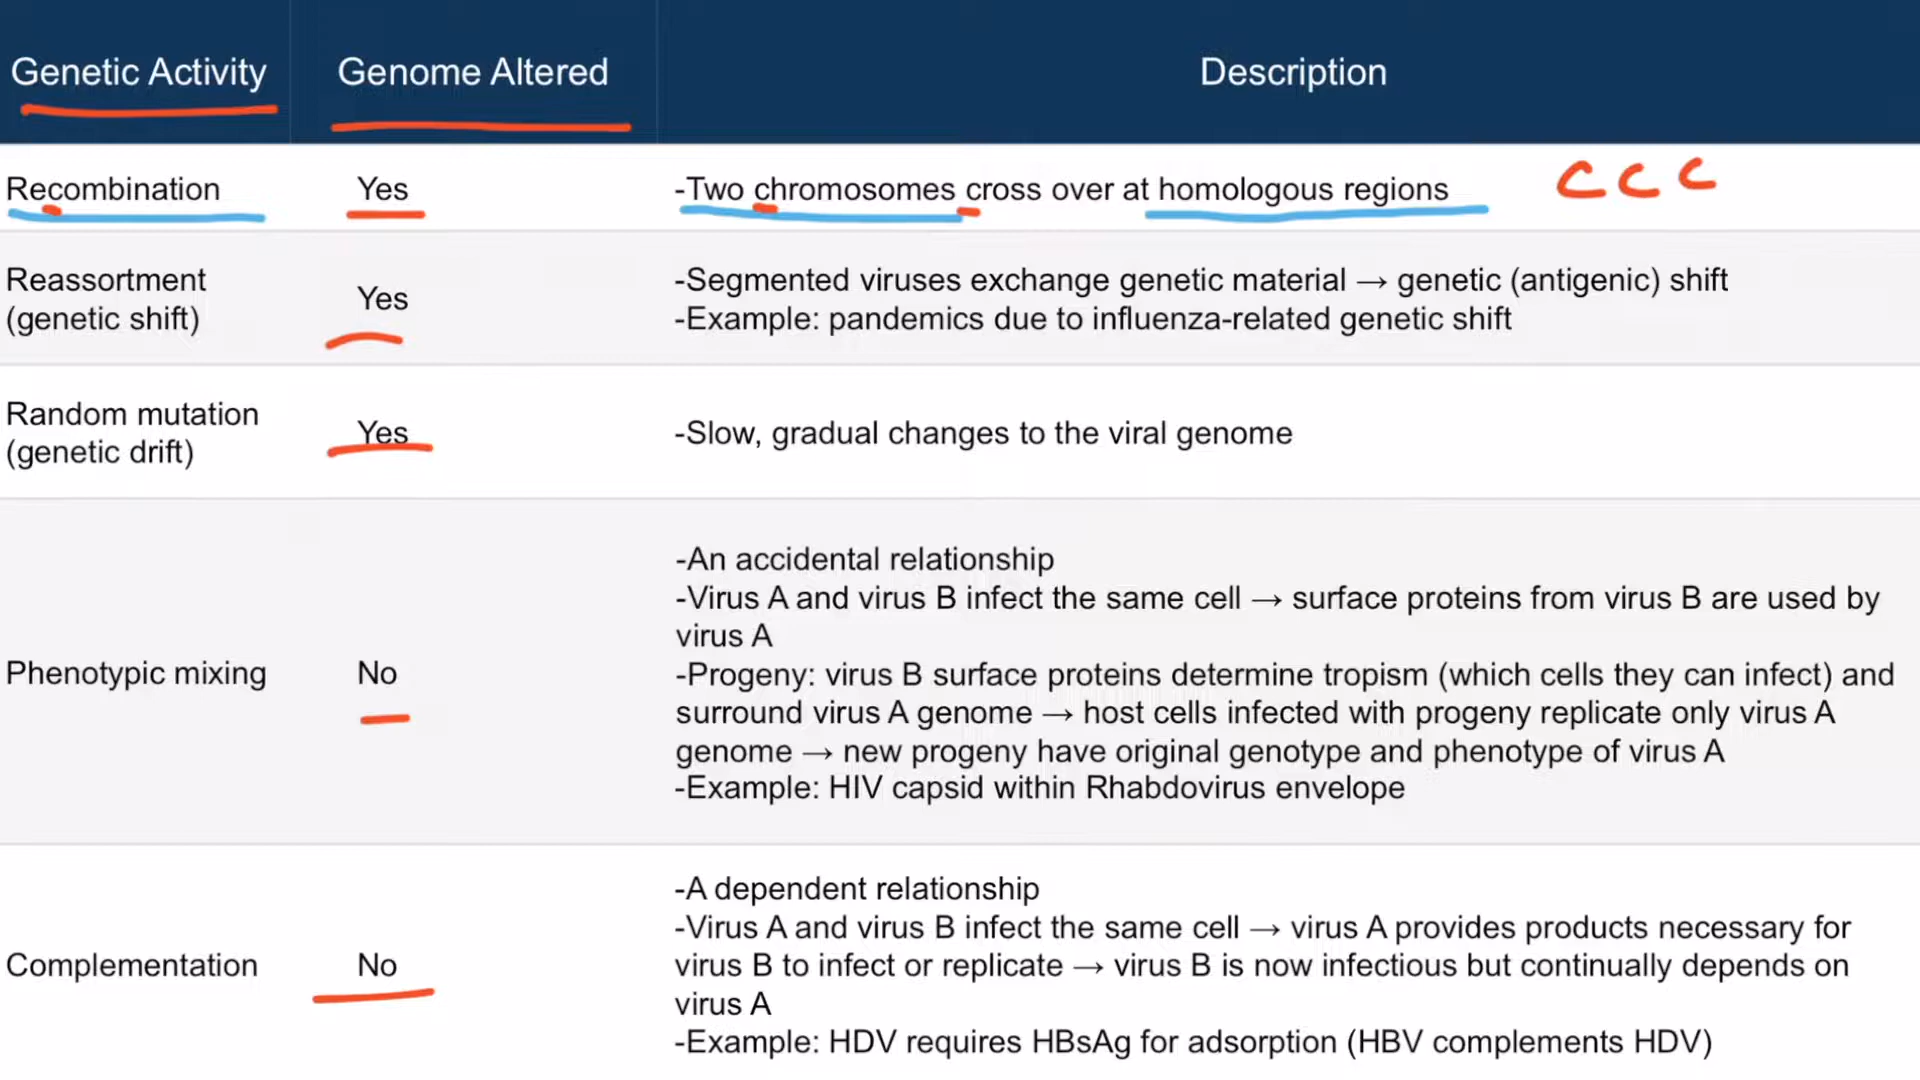 Genetic Activity Genome Altered Description
Recombination Yes -Two chromosomes cross over at homologous regions C C C
Reassortment
(genetic shift)
Yes
-Segmented viruses exchange genetic material → genetic (antigenic) shift
-Example: pandemics due to influenza-related genetic shift
Random mutation
(genetic drift)
Yes
-Slow, gradual changes to the viral genome
Phenotypic mixing
No
-An accidental relationship
-Virus A and virus B infect the same cell → surface proteins from virus B are used by
virus A
-Progeny: virus B surface proteins determine tropism (which cells they can infect) and
surround virus A genome → host cells infected with progeny replicate only virus A
genome → new progeny have original genotype and phenotype of virus A
-Example: HIV capsid within Rhabdovirus envelope
Complementation
No
-A dependent relationship
-Virus A and virus B infect the same cell → virus A provides products necessary for
virus B to infect or replicate → virus B is now infectious but continually depends on
virus A
-Example: HDV requires HBsAg for adsorption (HBV complements HDV)